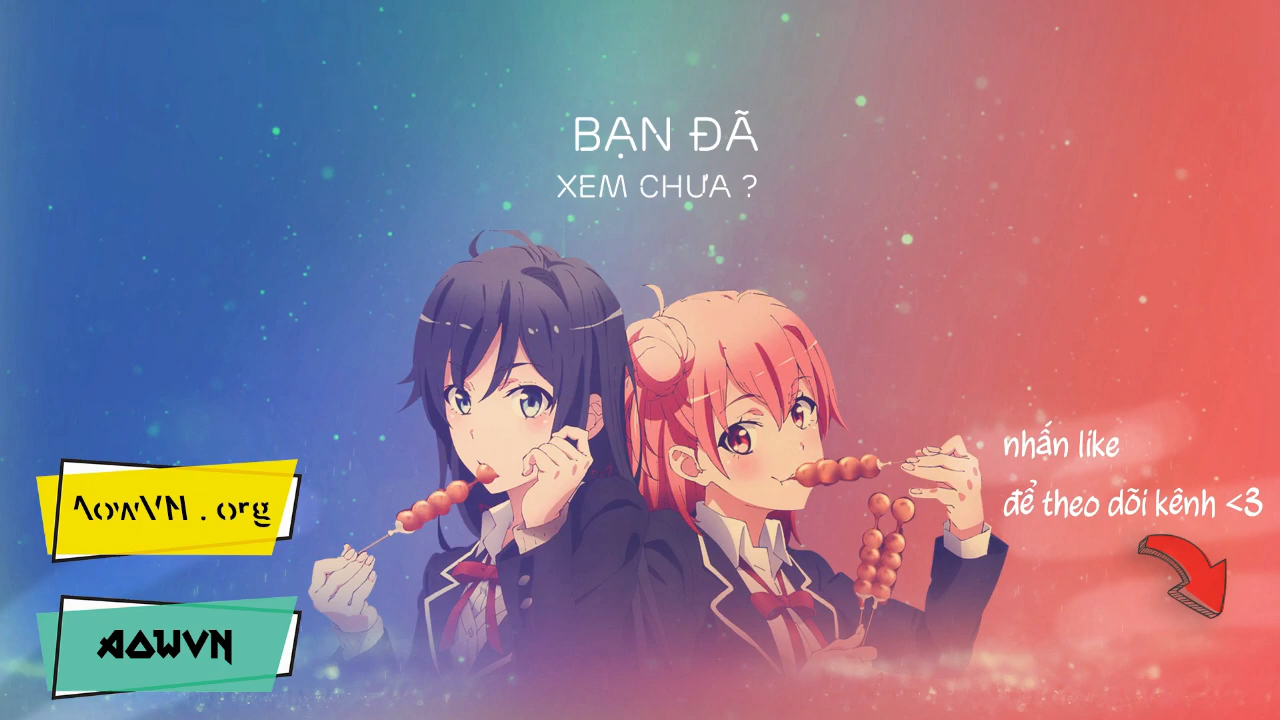 BẠN ĐÃ
XEM CHƯA ?
nhấn like
để theo dõi kênh <3
AowVN . org
AOWVN